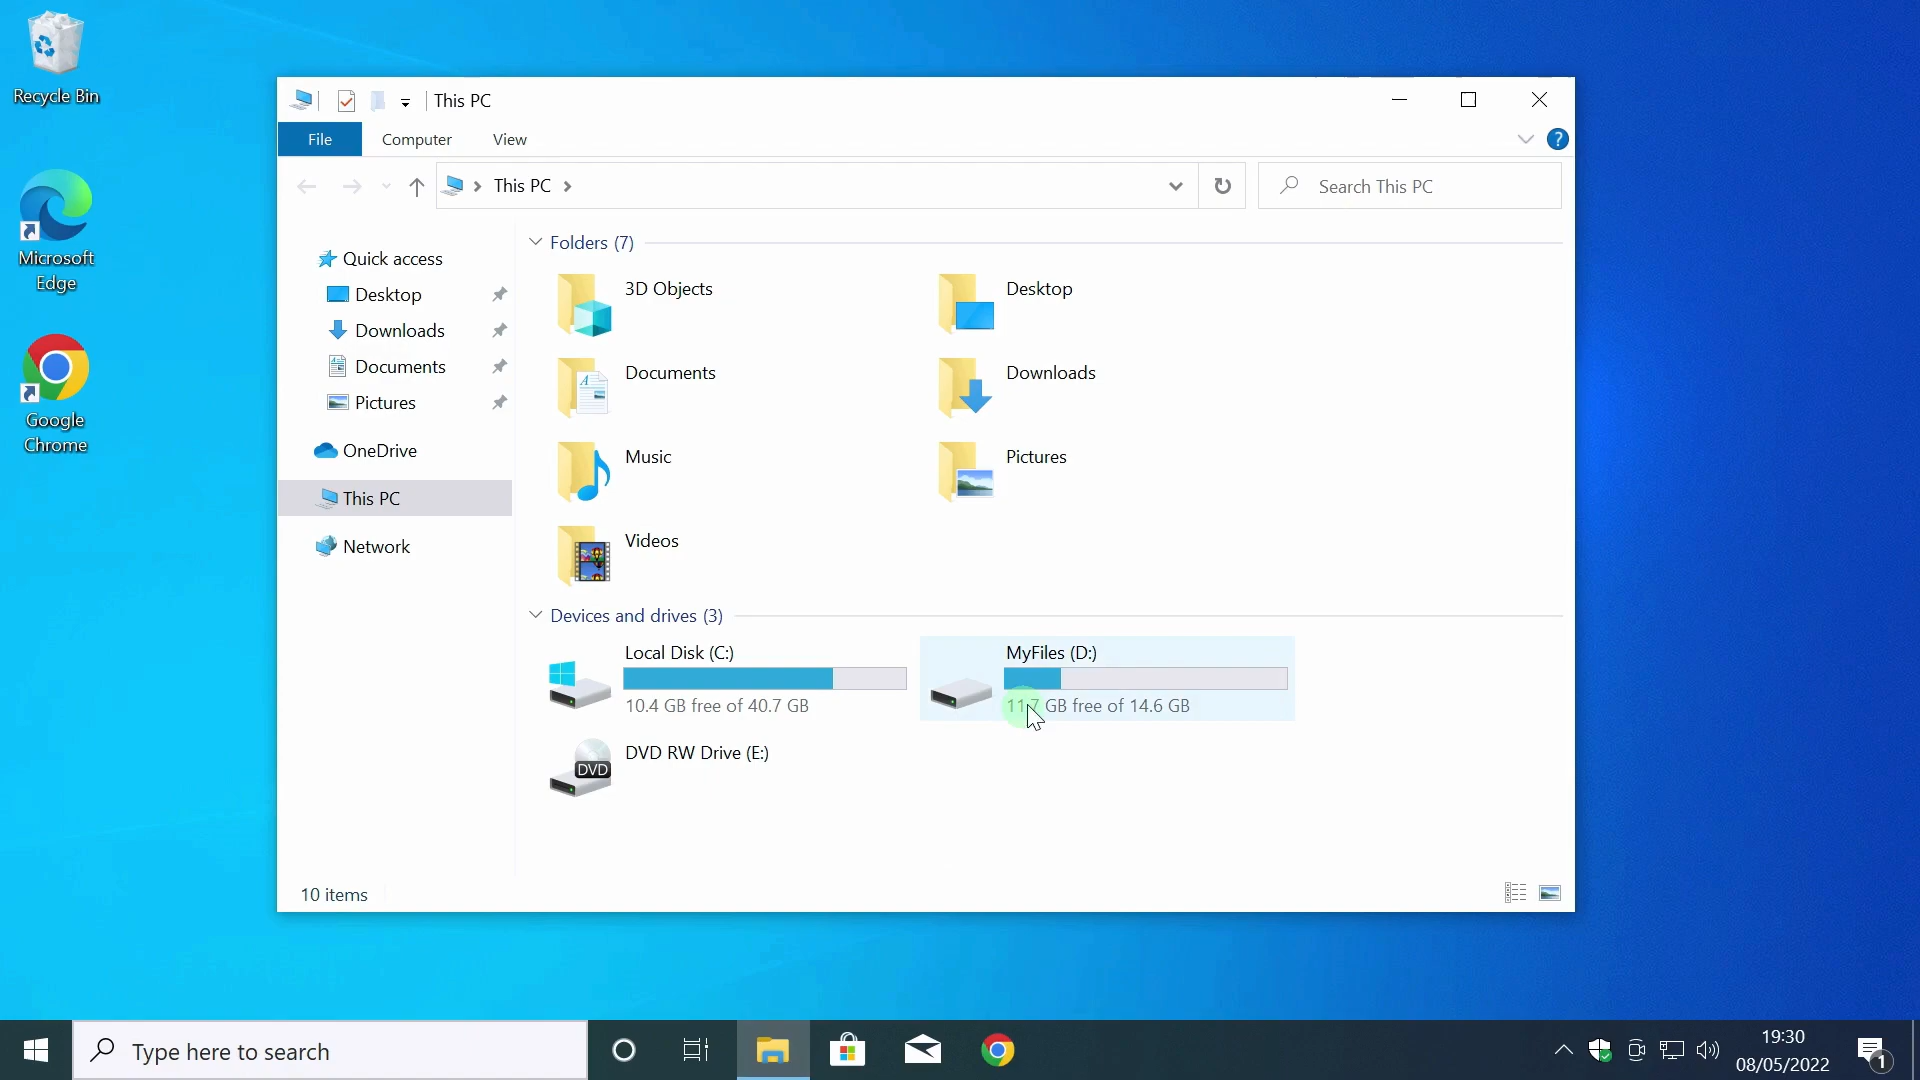 Recycle Bin
Microsoft
Edge
Google
Chrome
This PC
File
Computer
View
?
This PC
Search This PC
Quick access
Desktop
Downloads
Documents
Pictures
OneDrive
This PC
Network
Folders (7)
3D Objects
Desktop
Documents
Downloads
Music
Pictures
Videos
Devices and drives (3)
Local Disk (C:)
10.4 GB free of 40.7 GB
MyFiles (D:)
11.7 GB free of 14.6 GB
DVD
DVD RW Drive (E:)
10 items
Type here to search
19:30
08/05/2022
1